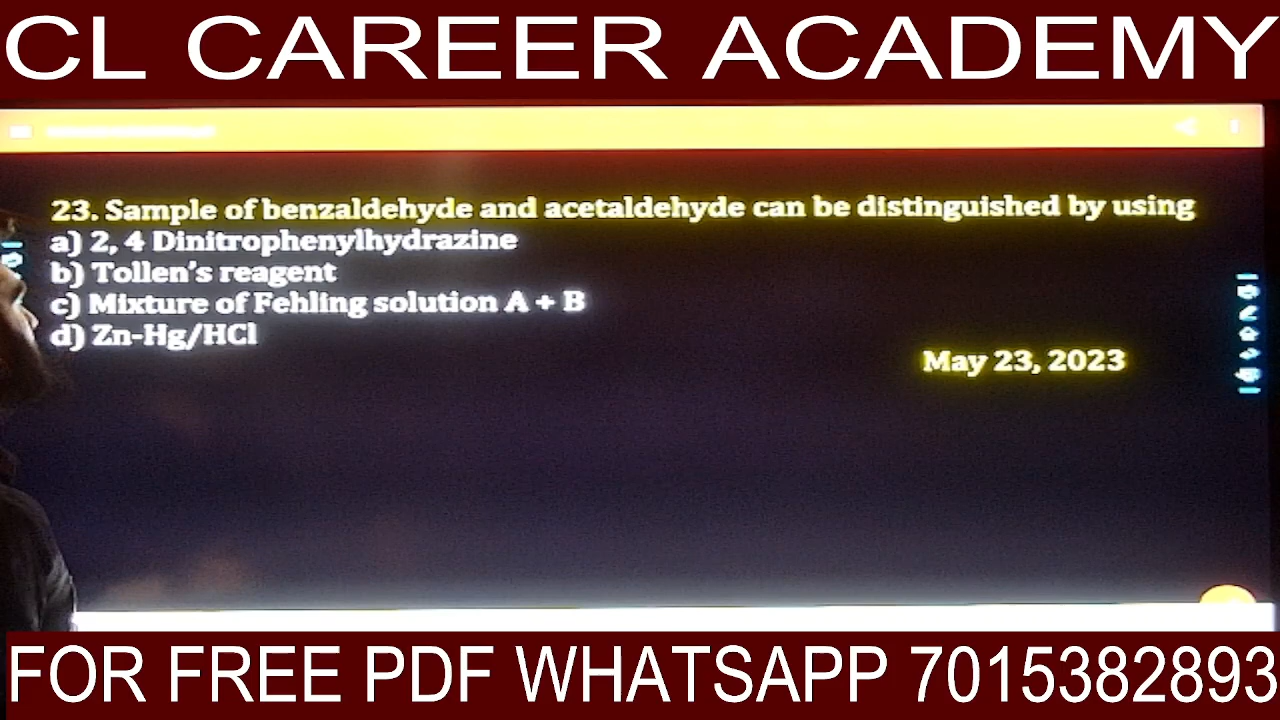 CL CAREER ACADEMY
23. Sample of benzaldehyde and acetaldehyde can be distinguished by using
a) 2, 4 Dinitrophenylhydrazine
b) Tollen's reagent
c) Mixture of Fehling solution A + B
d) Zn-Hg/HCl
May 23, 2023
FOR FREE PDF WHATSAPP 7015382893